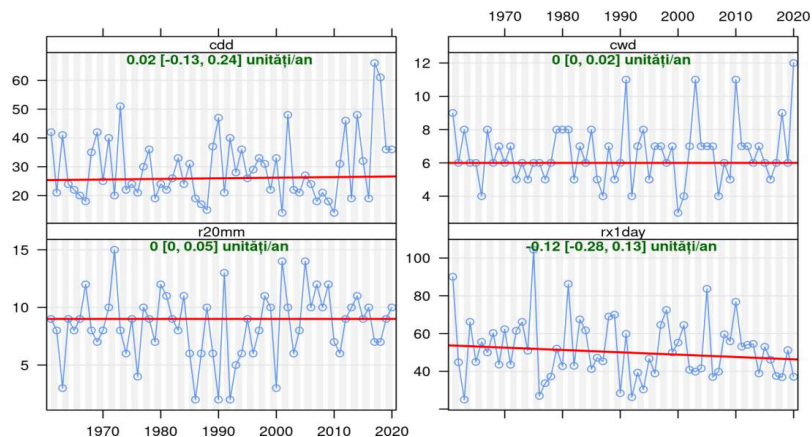 1970 1980 1990 2000 2010 2020
cdd
cwd
0.02 [-0.13, 0.24] unități/an
0 [0, 0.02] unități/an
60
50
40
30
20
12
10
8
6
4
r20mm
rx1day
0 [0, 0.05] unități/an
-0.12 [-0.28, 0.13] unități/an
15
10
5
100
80
60
40
1970 1980 1990 2000 2010 2020